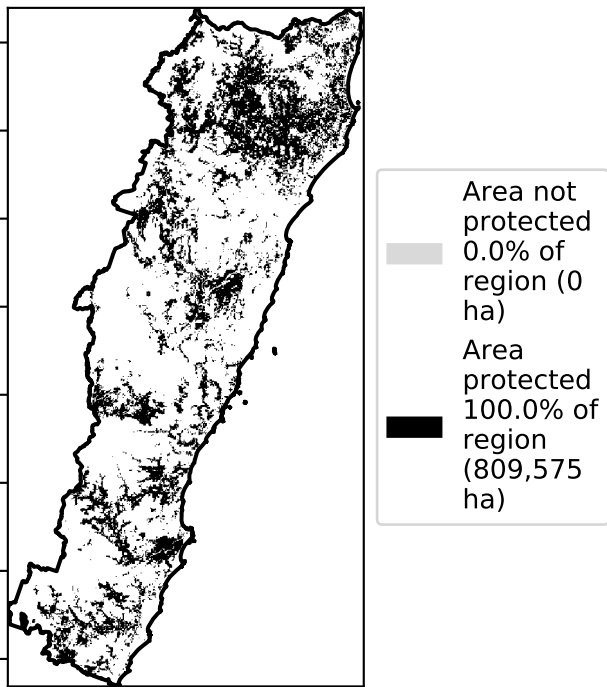 Area not
protected
0.0% of
region (0
ha)
Area
protected
100.0% of
region
(809,575
ha)